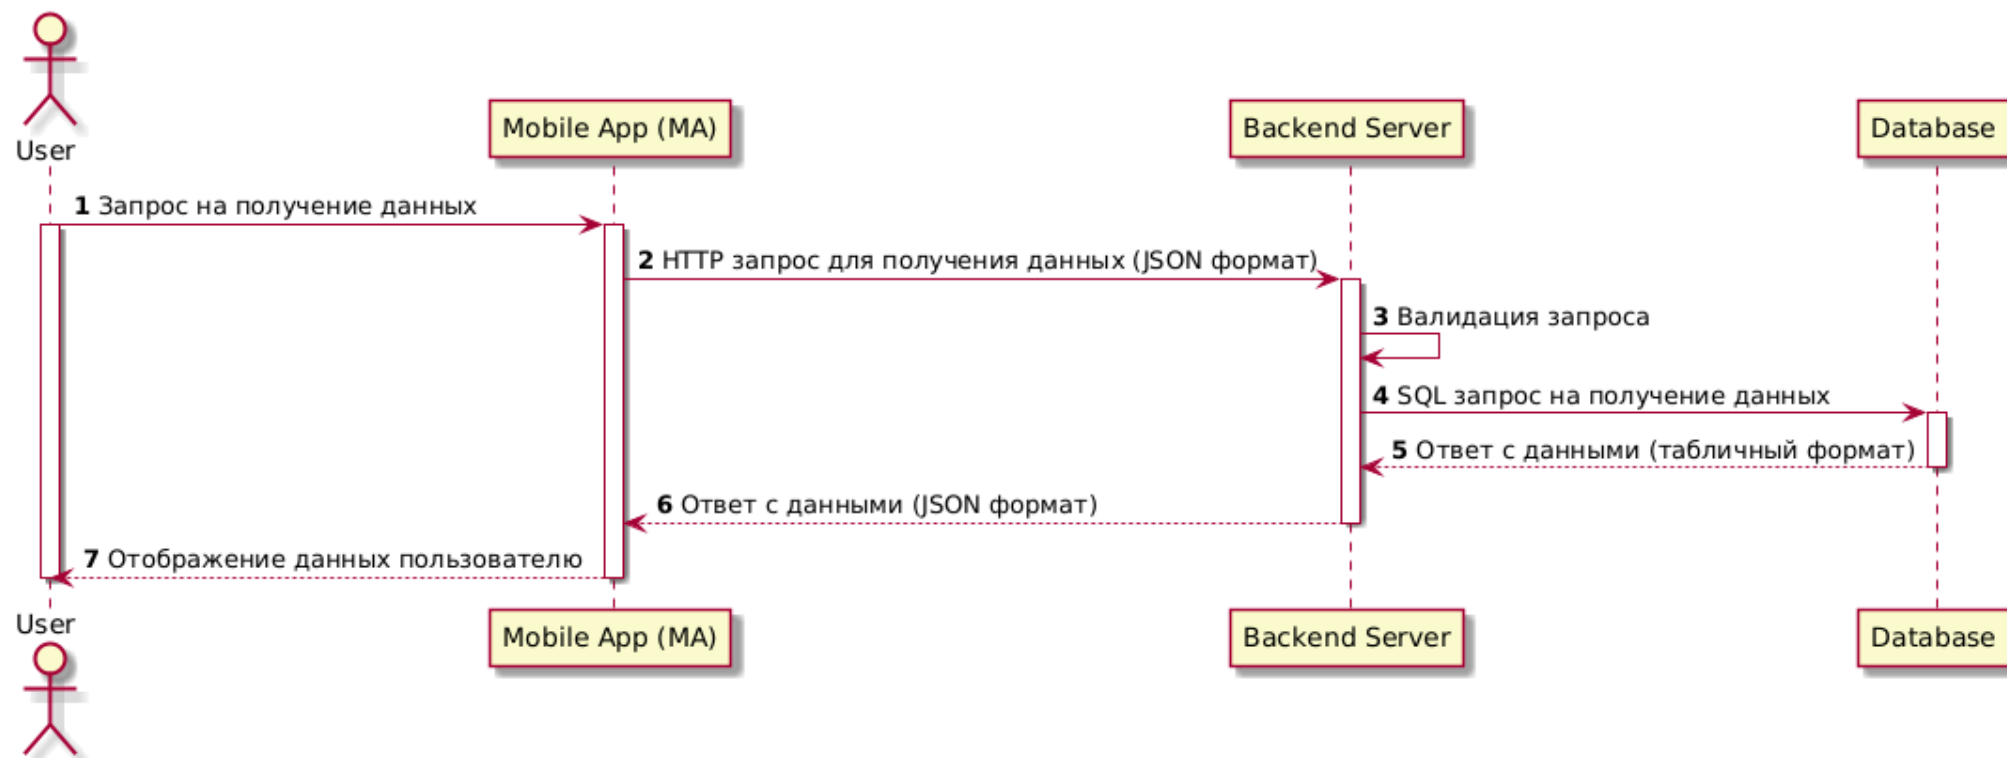 User
Mobile App (MA)
Backend Server
Database
1 Запрос на получение данных
2 HTTP запрос для получения данных (JSON формат)
3 Валидация запроса
4 SQL запрос на получение данных
5 Ответ с данными (табличный формат)
6 Ответ с данными (JSON формат)
7 Отображение данных пользователю
User
Mobile App (MA)
Backend Server
Database